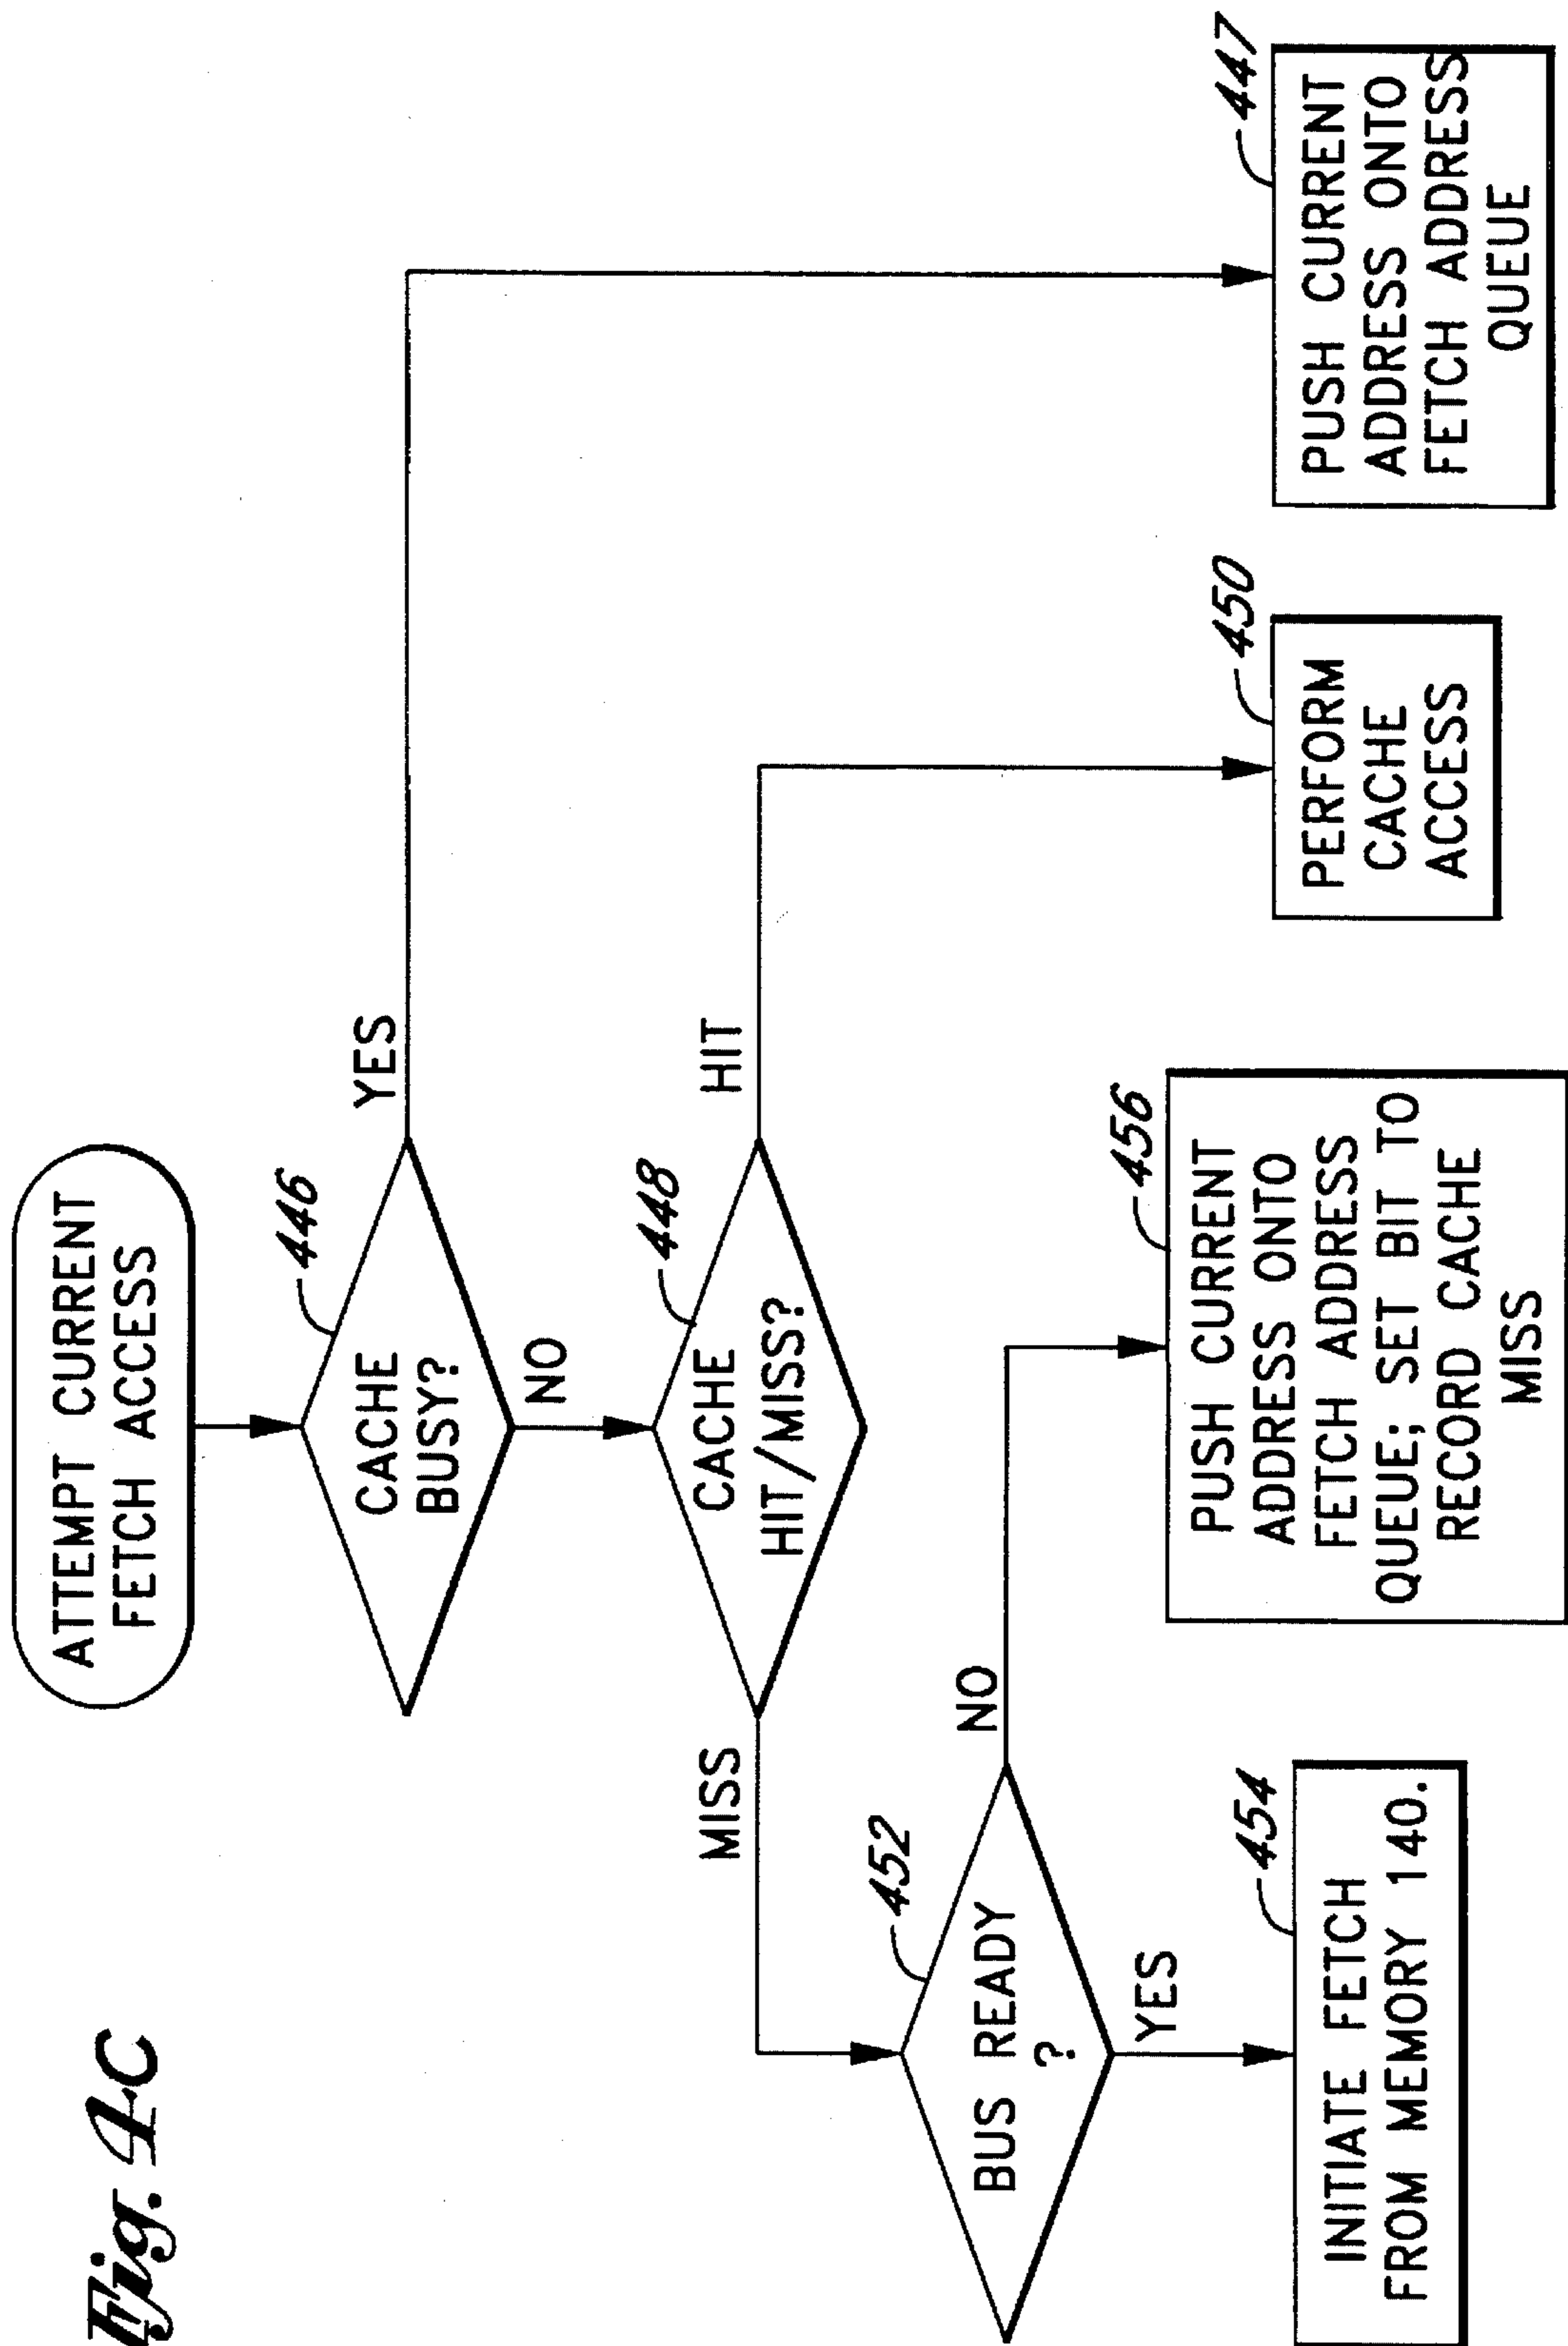 Fig. 4C
ATTEMPT CURRENT
FETCH ACCESS
446
CACHE
BUSY?
YES
NO
448
CACHE
HIT/MISS?
HIT
MISS
452
BUS READY
?
NO
YES
454
INITIATE FETCH
FROM MEMORY 140.
456
PUSH CURRENT
ADDRESS ONTO
FETCH ADDRESS
QUEUE; SET BIT TO
RECORD CACHE
MISS
450
PERFORM
CACHE
ACCESS
447
PUSH CURRENT
ADDRESS ONTO
FETCH ADDRESS
QUEUE